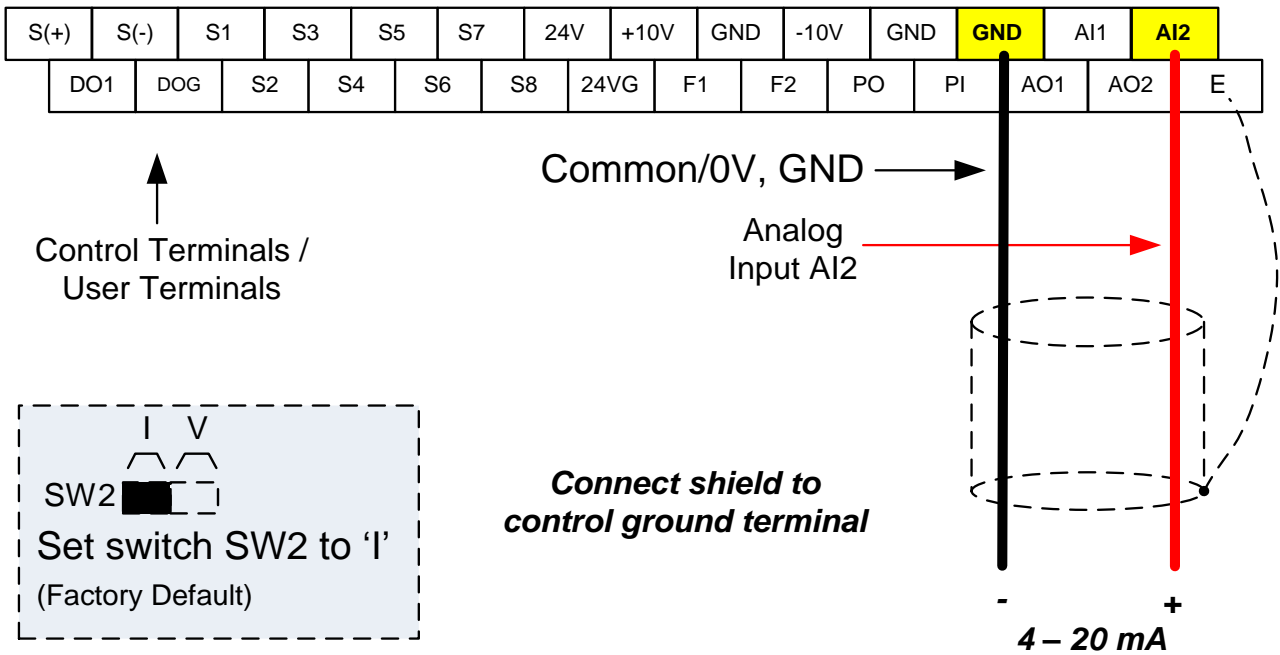 S(+) S(-) S1 S3 S5 S7 24V +10V GND -10V GND GND AI1 AI2
DO1 DOG S2 S4 S6 S8 24VG F1 F2 PO PI AO1 AO2 E
Common/0V, GND
Analog
Input AI2
Control Terminals /
User Terminals
I V
SW2
Set switch SW2 to ‘I’
(Factory Default)
Connect shield to
control ground terminal
- +
4 – 20 mA